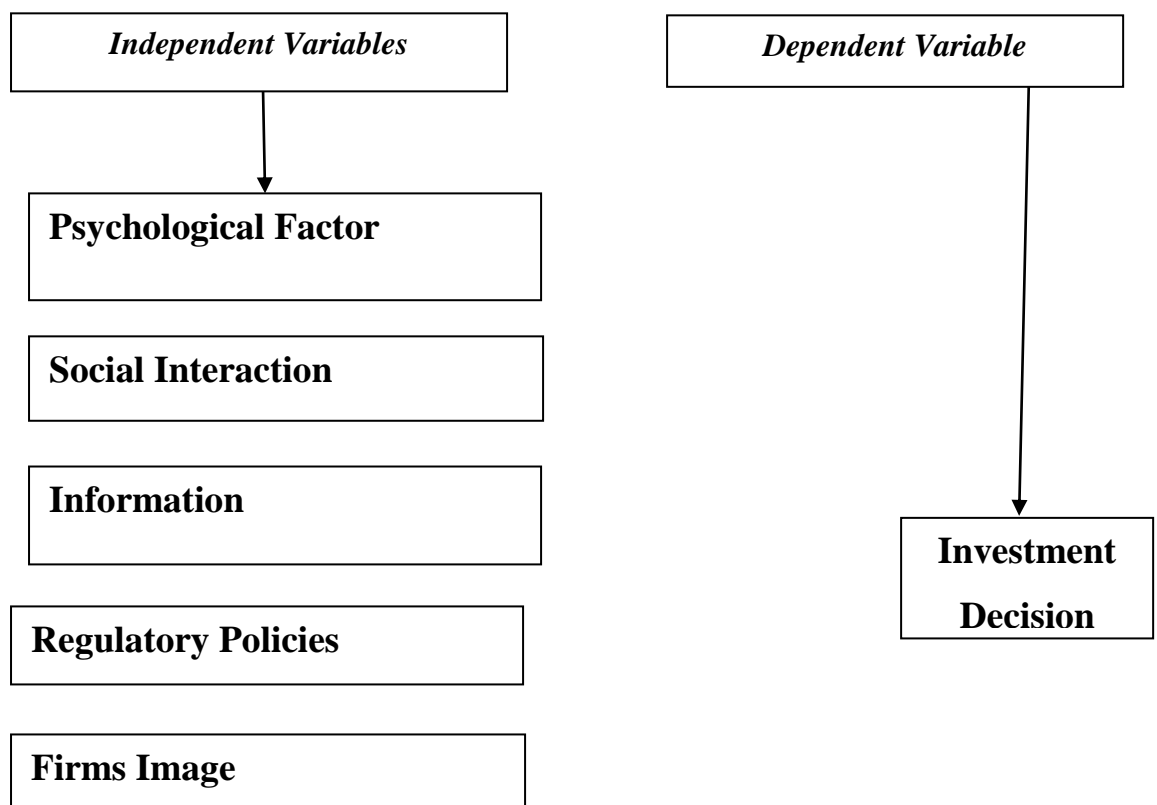 Independent Variables
Dependent Variable
Psychological Factor
Social Interaction
Information
Investment
Decision
Regulatory Policies
Firms Image